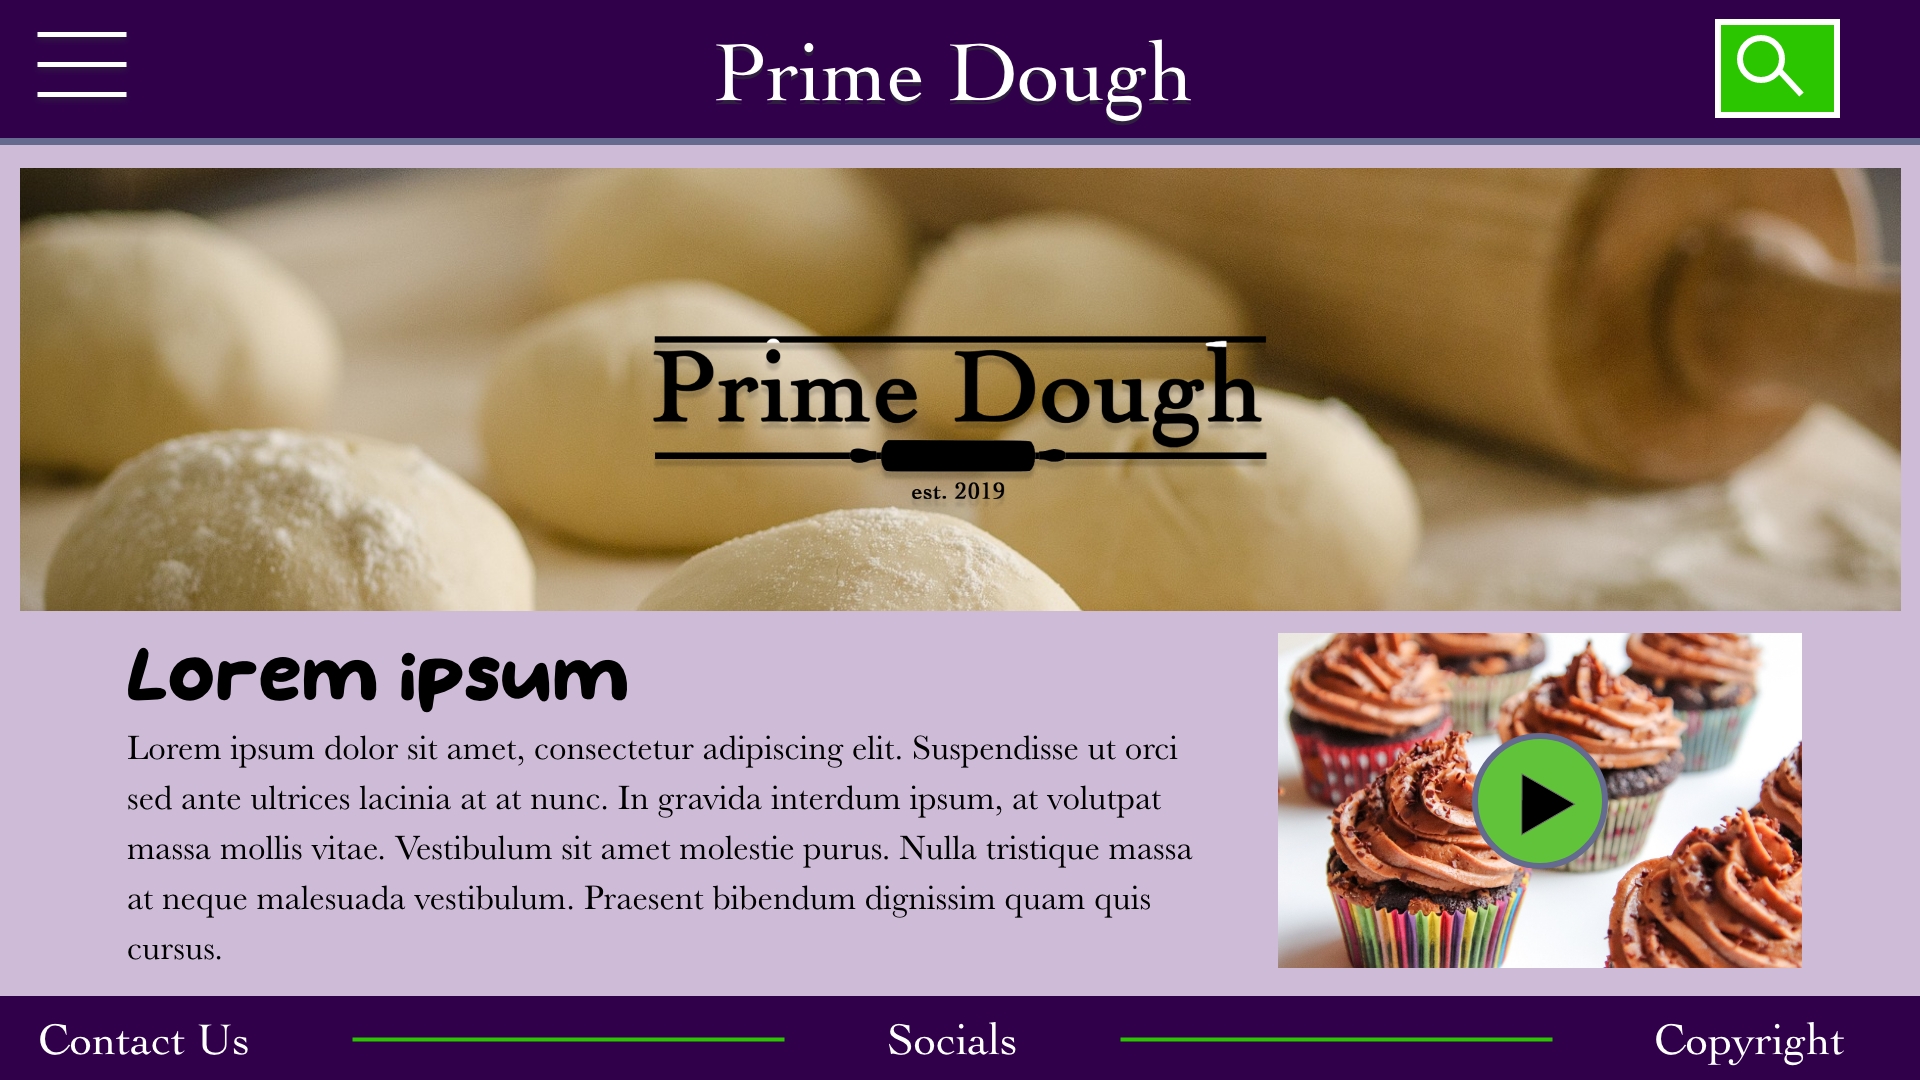 Prime Dough
Prime Dough
est. 2019
Lorem ipsum
Lorem ipsum dolor sit amet, consectetur adipiscing elit. Suspendisse ut orci
sed ante ultrices lacinia at at nunc. In gravida interdum ipsum, at volutpat
massa mollis vitae. Vestibulum sit amet molestie purus. Nulla tristique massa
at neque malesuada vestibulum. Praesent bibendum dignissim quam quis
cursus.
Contact Us
Socials
Copyright